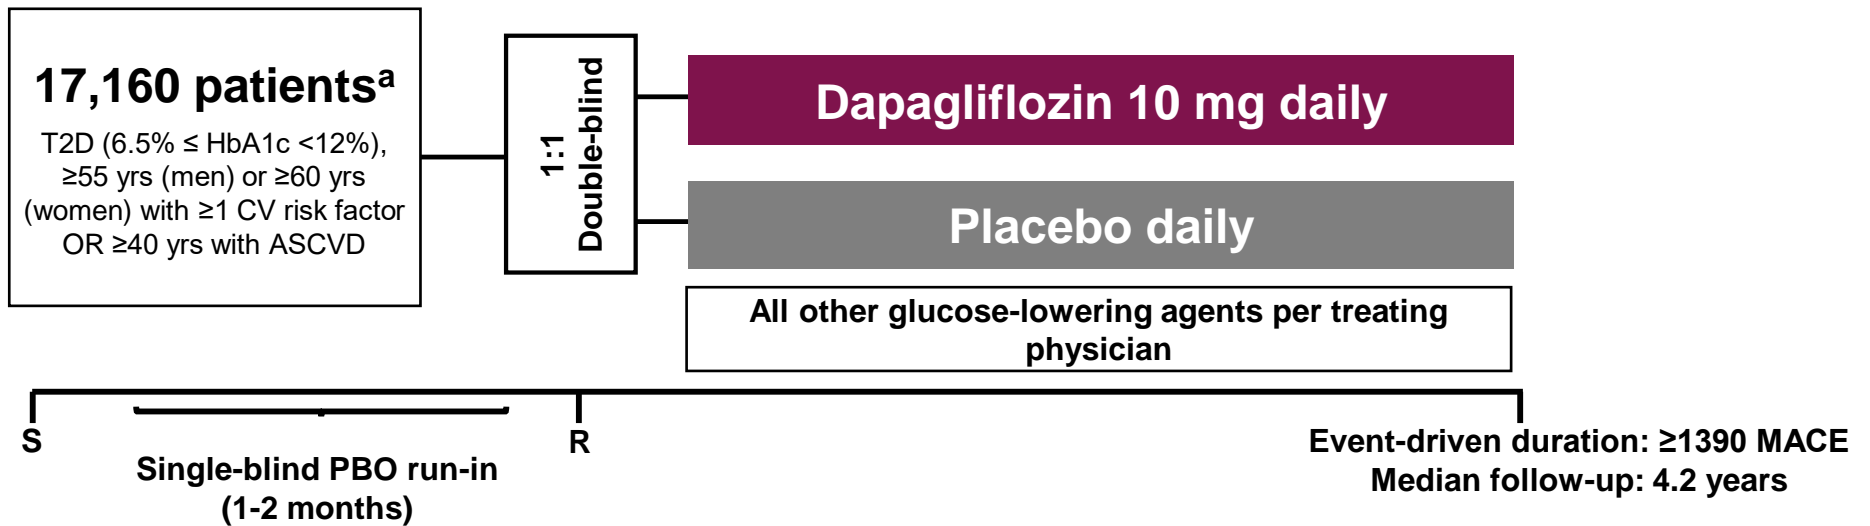 17,160 patientsᵃ
T2D (6.5% ≤ HbA1c <12%),
≥55 yrs (men) or ≥60 yrs
(women) with ≥1 CV risk factor
OR ≥40 yrs with ASCVD
1:1
Double-blind
Dapagliflozin 10 mg daily
Placebo daily
All other glucose-lowering agents per treating
physician
S
R
Single-blind PBO run-in
(1-2 months)
Event-driven duration: ≥1390 MACE
Median follow-up: 4.2 years